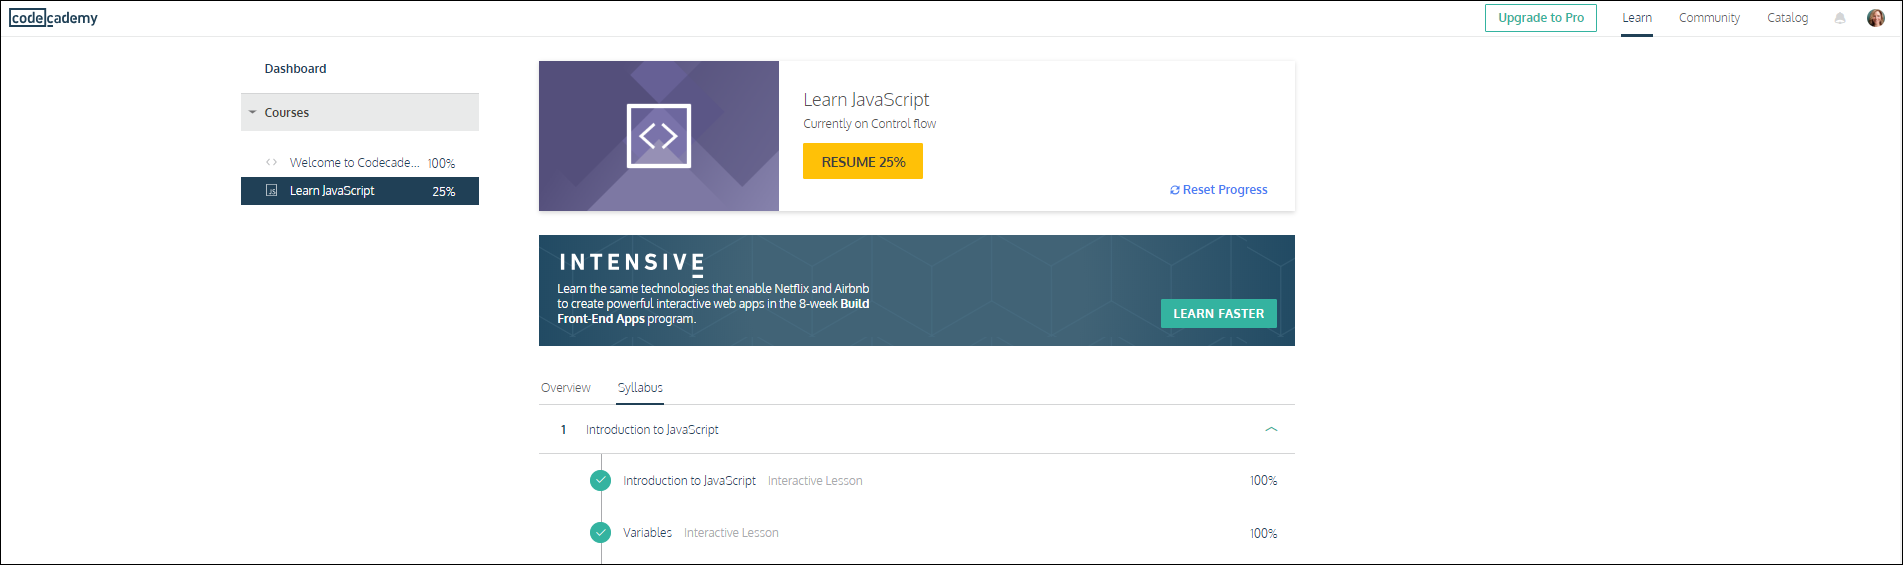 codecademy
Upgrade to Pro
Learn
Community
Catalog
Dashboard
Courses
Welcome to Codecade... 100%
JS Learn JavaScript 25%
Learn JavaScript
Currently on Control flow
RESUME 25%
Reset Progress
INTENSIVE
Learn the same technologies that enable Netflix and Airbnb
to create powerful interactive web apps in the 8-week Build
Front-End Apps program.
LEARN FASTER
Overview
Syllabus
1 Introduction to JavaScript
Introduction to JavaScript Interactive Lesson 100%
Variables Interactive Lesson 100%